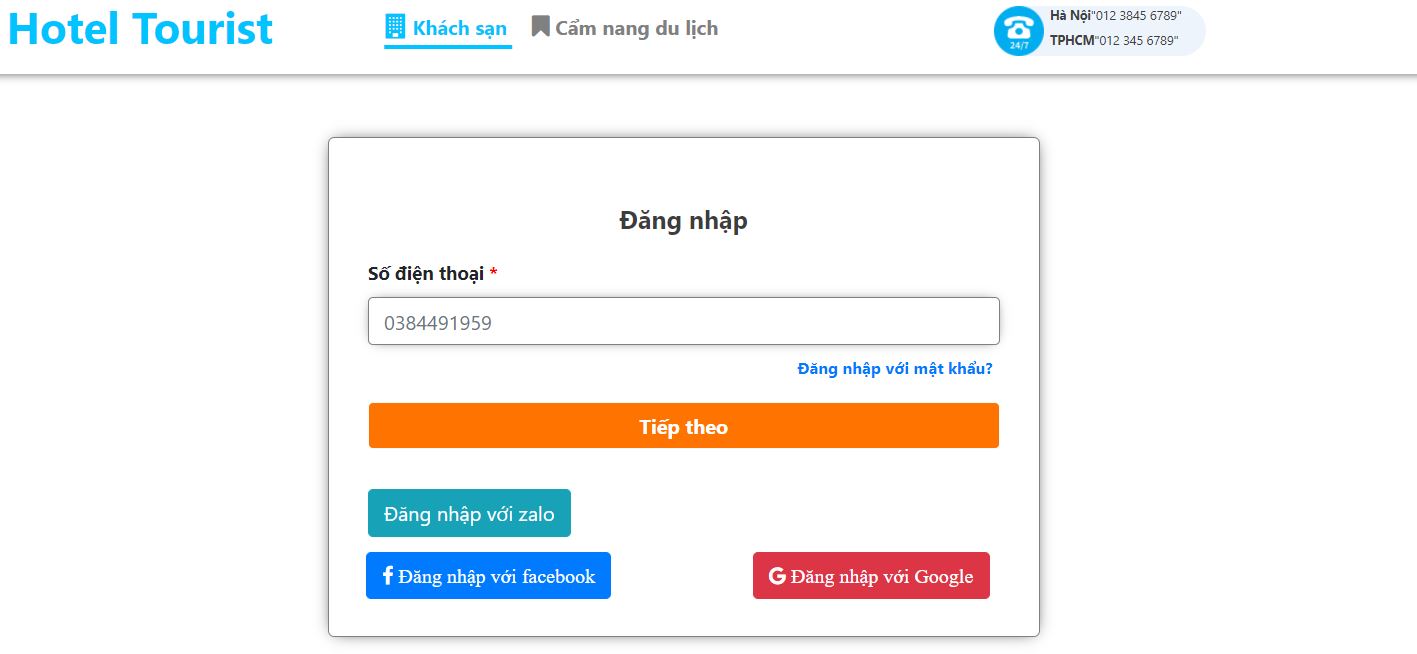 Hotel Tourist
Khách sạn
Cẩm nang du lịch
24/7
Hà Nội"012 3845 6789"
TPHCM"012 345 6789"
Đăng nhập
Số điện thoại *
0384491959
Đăng nhập với mật khẩu?
Tiếp theo
Đăng nhập với zalo
Đăng nhập với facebook
Đăng nhập với Google